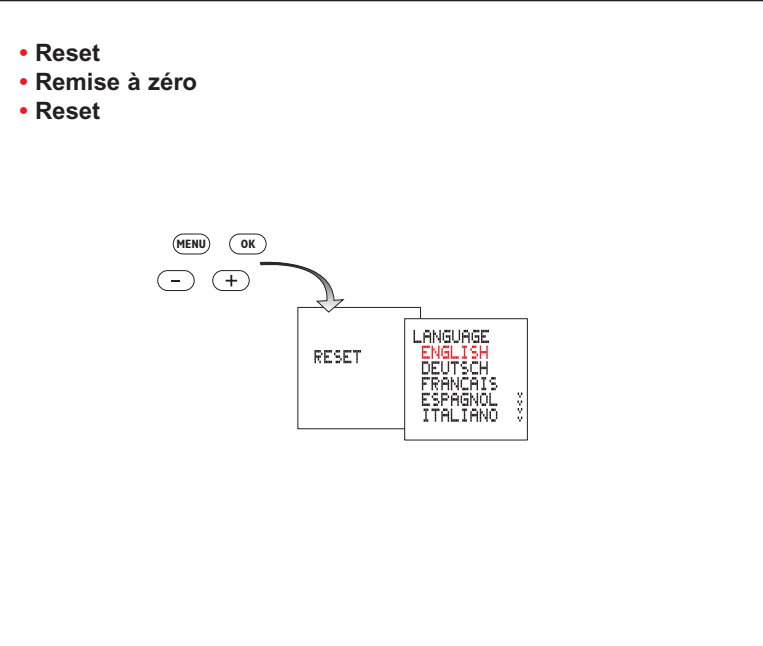 • Reset
• Remise à zéro
• Reset
MENU OK
- +
RESET
LANGUAGE
ENGLISH
DEUTSCH
FRANCAIS
ESPAGNOL
ITALIANO